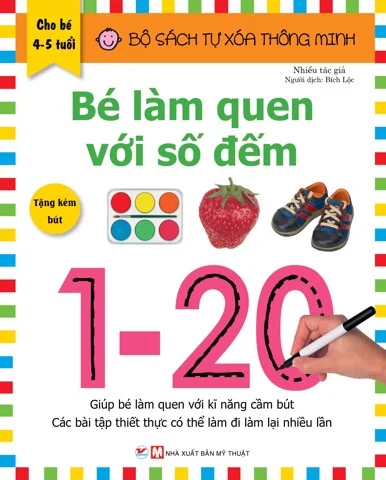 Cho bé
4-5 tuổi
BỘ SÁCH TỰ XÓA THÔNG MINH
Nhiều tác giả
Người dịch: Bích Lộc
Bé làm quen
với số đếm
Tặng kèm
bút
1-20
Giúp bé làm quen với kĩ năng cầm bút
Các bài tập thiết thực có thể làm đi làm lại nhiều lần
M NHÀ XUẤT BẢN MỸ THUẬT